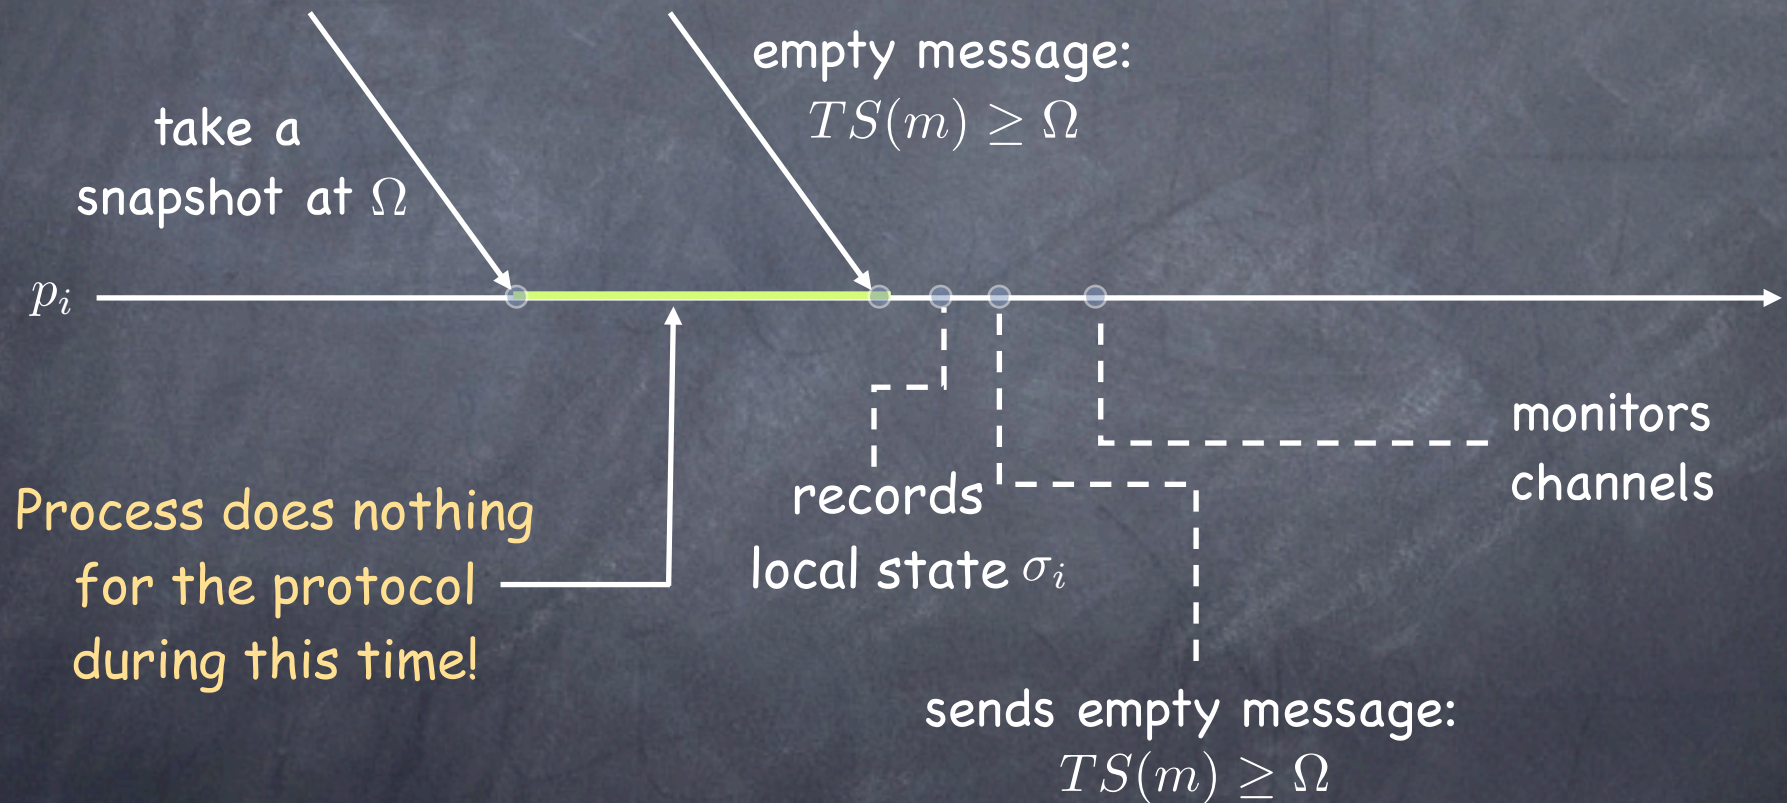 empty message:
TS(m) ≥ Ω
take a
snapshot at Ω
p_i
monitors
channels
records
local state σ_i
Process does nothing
for the protocol
during this time!
sends empty message:
TS(m) ≥ Ω